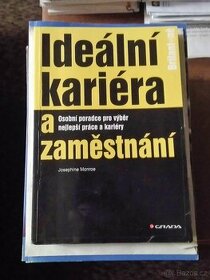 Ideální
kariéra
a Osobní poradce pro výběr
nejlepší práce a kariéry
zaměstnání
Josephine Monroe
GRADA